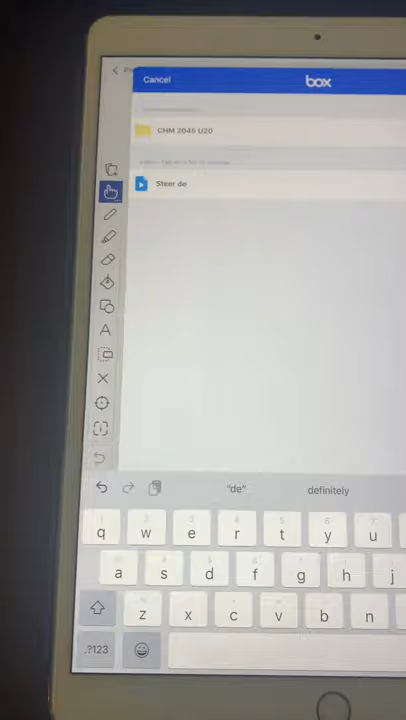 Cancel
box
CHM 2045 U20
Steer de
A
"de"
definitely
q w e r t y u
a s d f g h j
z x c v b n
.?123